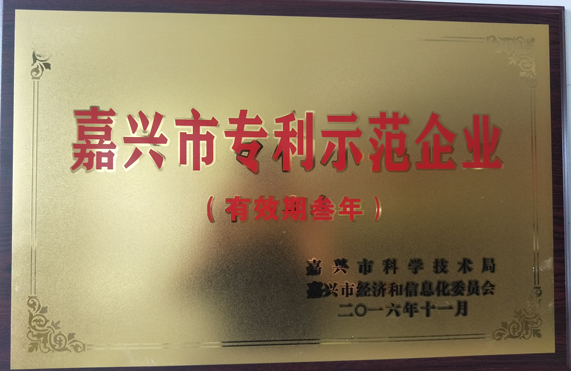 嘉兴市专利示范企业
（有效期叁年）
嘉兴市科学技术局
嘉兴市经济和信息化委员会
二〇一六年十一月